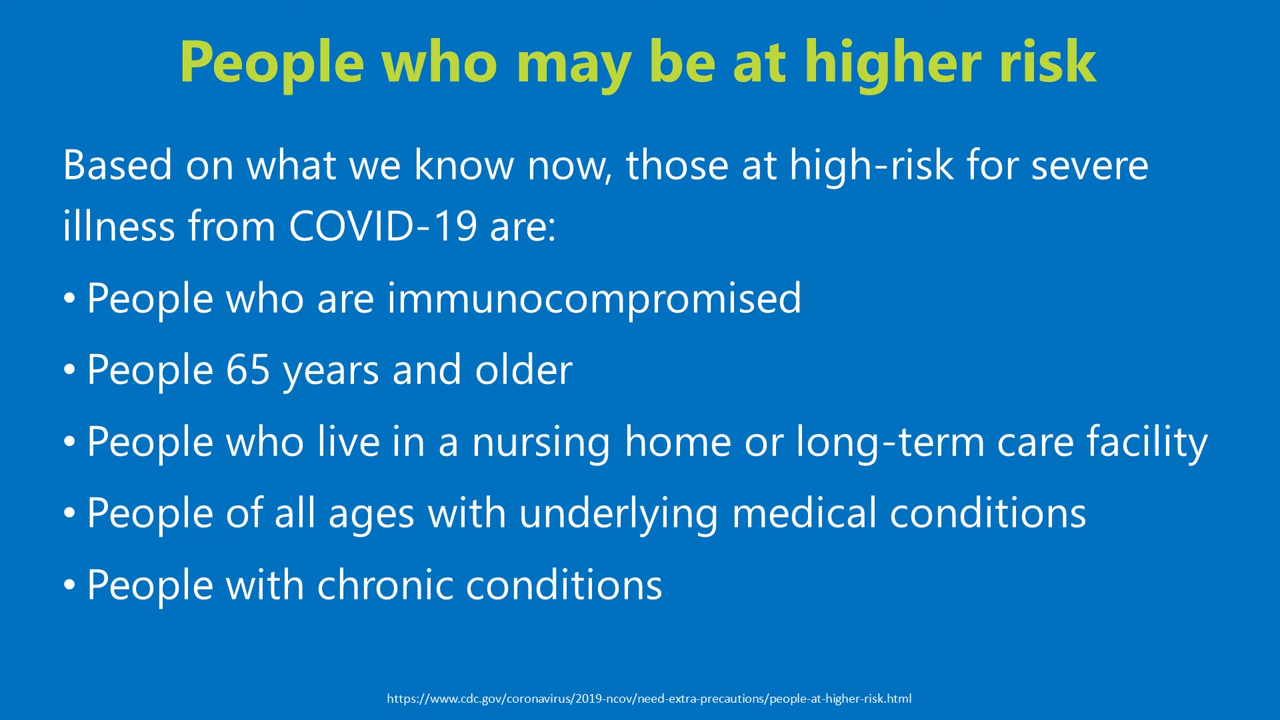 People who may be at higher risk
Based on what we know now, those at high-risk for severe
illness from COVID-19 are:
• People who are immunocompromised
• People 65 years and older
• People who live in a nursing home or long-term care facility
• People of all ages with underlying medical conditions
• People with chronic conditions
https://www.cdc.gov/coronavirus/2019-ncov/need-extra-precautions/people-at-higher-risk.html